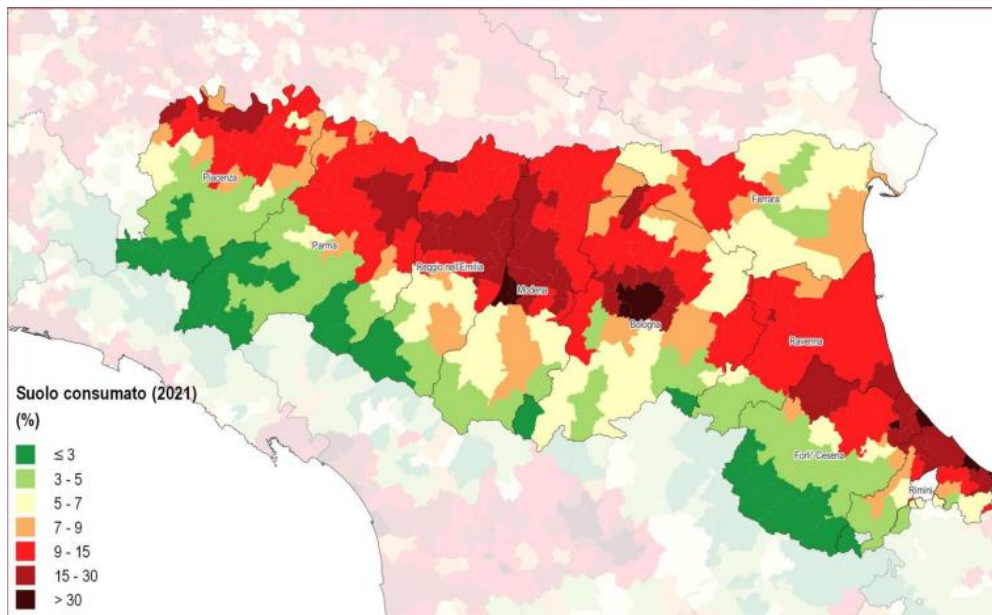 Piacenza
Parma
Reggio nell'Emilia
Modena
Bologna
Ferrara
Ravenna
Forli'-Cesena
Rimini
Suolo consumato (2021)
(%)
≤ 3
3 - 5
5 - 7
7 - 9
9 - 15
15 - 30
> 30